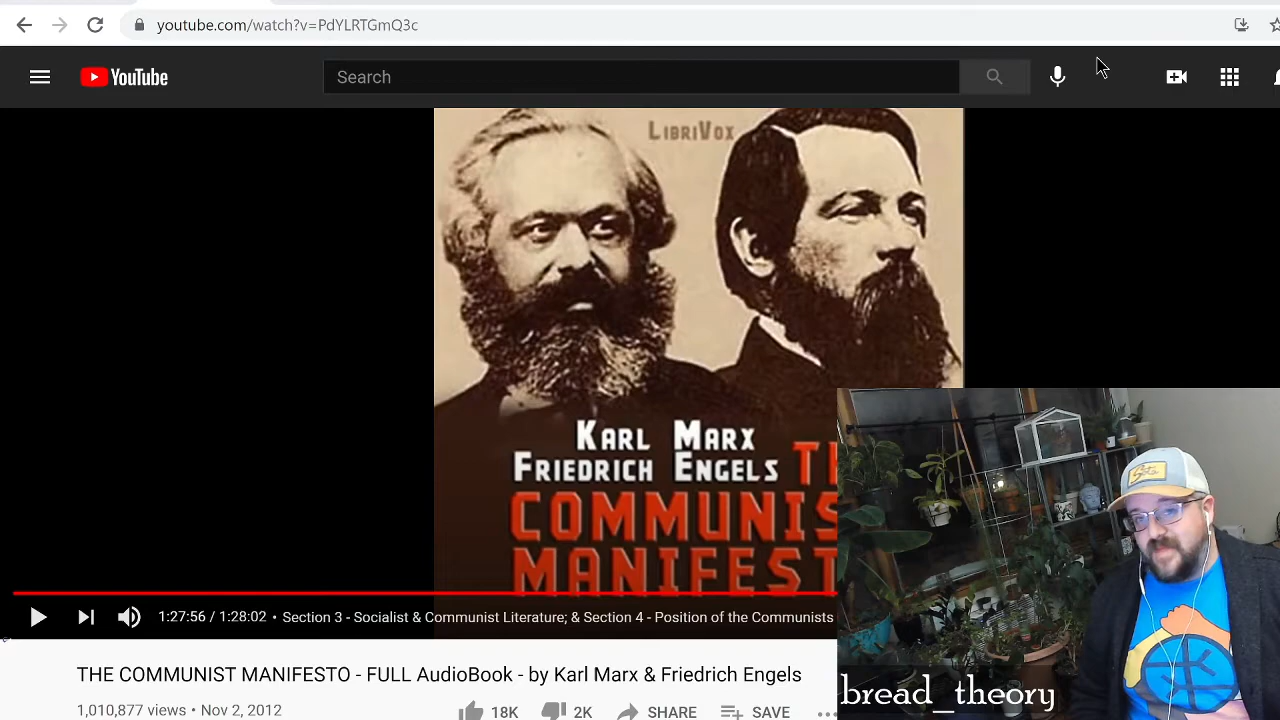 youtube.com/watch?v=PdYLRTGmQ3c
YouTube
Search
LibriVox
Karl Marx
Friedrich Engels
COMMUNIS
MANIFEST
1:27:56 / 1:28:02 • Section 3 - Socialist & Communist Literature; & Section 4 - Position of the Communists
THE COMMUNIST MANIFESTO - FULL AudioBook - by Karl Marx & Friedrich Engels
1,010,877 views • Nov 2, 2012
18K
2K
SHARE
SAVE
bread_theory